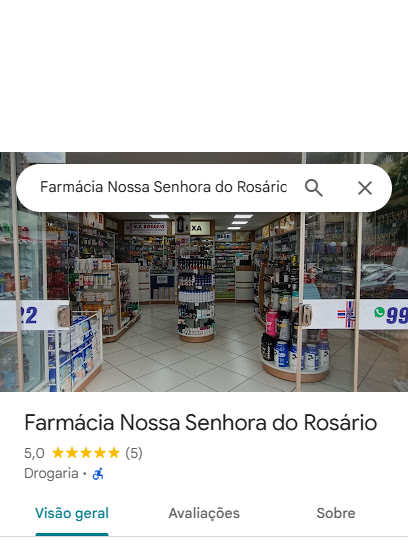 Farmácia Nossa Senhora do Rosário
N.S. ROSÁRIO
XA
22
99
Farmácia Nossa Senhora do Rosário
5,0 ★★★★★ (5)
Drogaria ·
Visão geral Avaliações Sobre